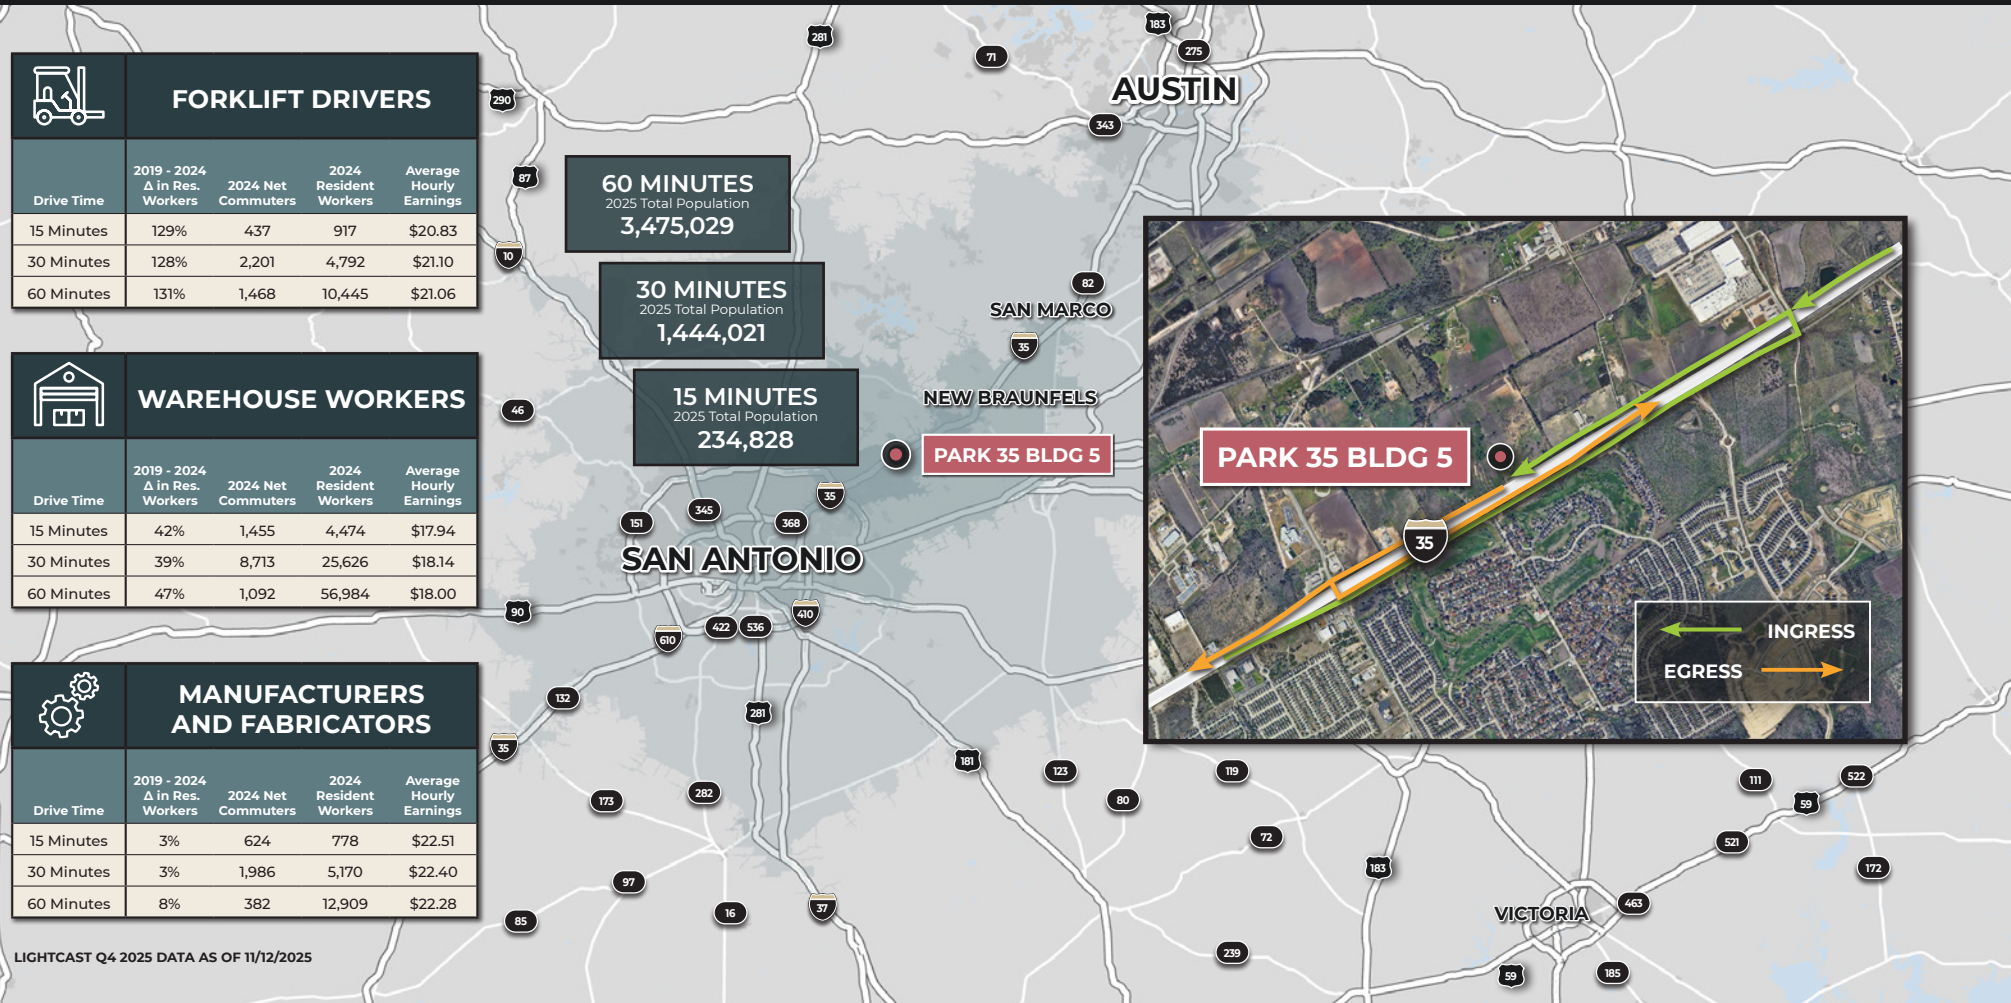 FORKLIFT DRIVERS
Drive Time
2019 - 2024 Δ in Res. Workers
2024 Net Commuters
2024 Resident Workers
Average Hourly Earnings
15 Minutes 129% 437 917 $20.83
30 Minutes 128% 2,201 4,792 $21.10
60 Minutes 131% 1,468 10,445 $21.06
WAREHOUSE WORKERS
Drive Time
2019 - 2024 Δ in Res. Workers
2024 Net Commuters
2024 Resident Workers
Average Hourly Earnings
15 Minutes 42% 1,455 4,474 $17.94
30 Minutes 39% 8,713 25,626 $18.14
60 Minutes 47% 1,092 56,984 $18.00
MANUFACTURERS
AND FABRICATORS
Drive Time
2019 - 2024 Δ in Res. Workers
2024 Net Commuters
2024 Resident Workers
Average Hourly Earnings
15 Minutes 3% 624 778 $22.51
30 Minutes 3% 1,986 5,170 $22.40
60 Minutes 8% 382 12,909 $22.28
LIGHTCAST Q4 2025 DATA AS OF 11/12/2025
60 MINUTES
2025 Total Population
3,475,029
30 MINUTES
2025 Total Population
1,444,021
15 MINUTES
2025 Total Population
234,828
281
71
183
275
AUSTIN
343
290
87
10
82
SAN MARCO
35
NEW BRAUNFELS
46
PARK 35 BLDG 5
35
345
151
368
SAN ANTONIO
90
410
422
536
610
132
281
35
181
123
173
282
80
97
85
16
37
PARK 35 BLDG 5
35
INGRESS
EGRESS
119
111
522
59
72
521
183
172
463
VICTORIA
239
59
185